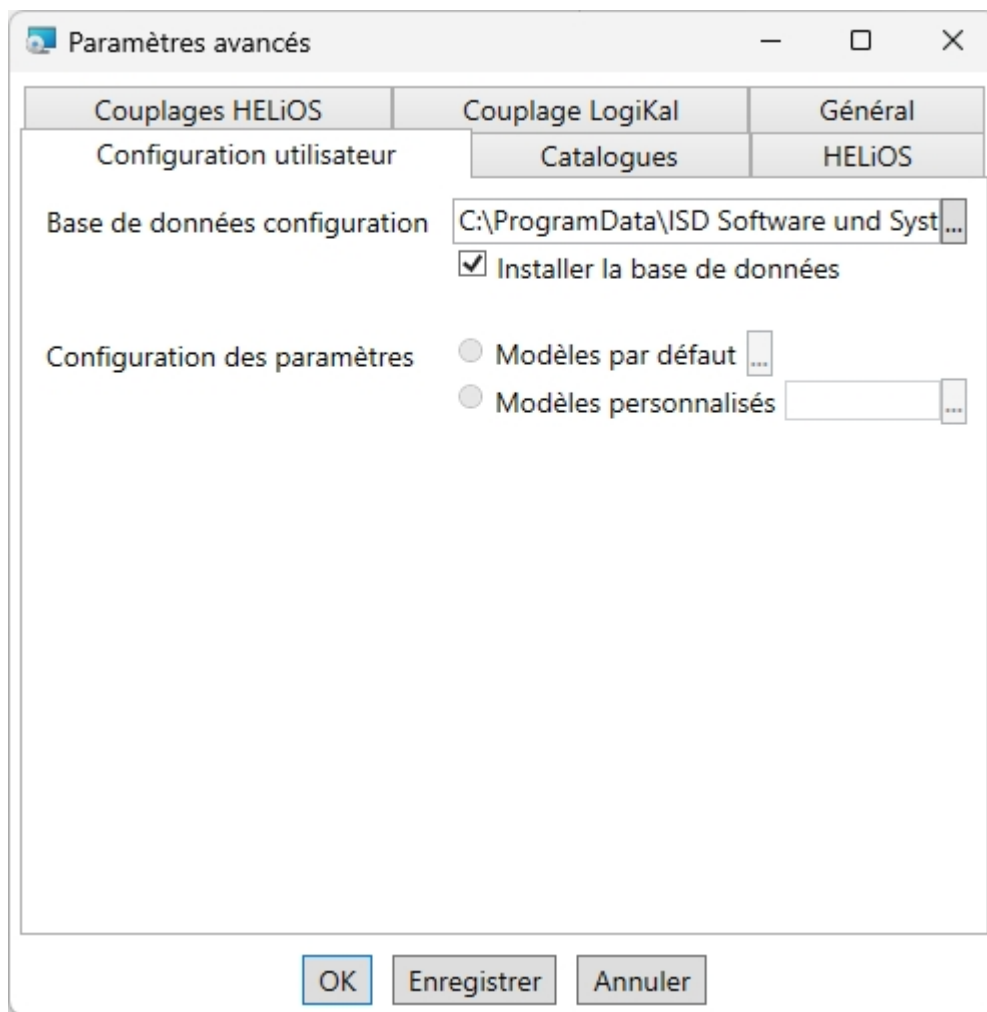 Paramètres avancés
Couplages HELiOS Couplage LogiKal Général
Configuration utilisateur Catalogues HELiOS
Base de données configuration C:\ProgramData\ISD Software und Syst ...
Installer la base de données
Configuration des paramètres Modèles par défaut ...
Modèles personnalisés ...
OK Enregistrer Annuler